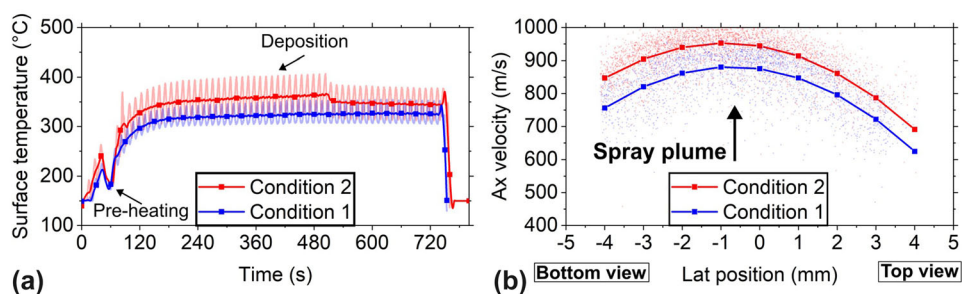 500
400
300
200
100
Surface temperature (°C)
Deposition
Pre-heating
Condition 2
Condition 1
0 120 240 360 480 600 720
Time (s)
(a)
1000
900
800
700
600
500
400
Ax velocity (m/s)
Spray plume
Condition 2
Condition 1
-5 -4 -3 -2 -1 0 1 2 3 4 5
Bottom view Lat position (mm) Top view
(b)